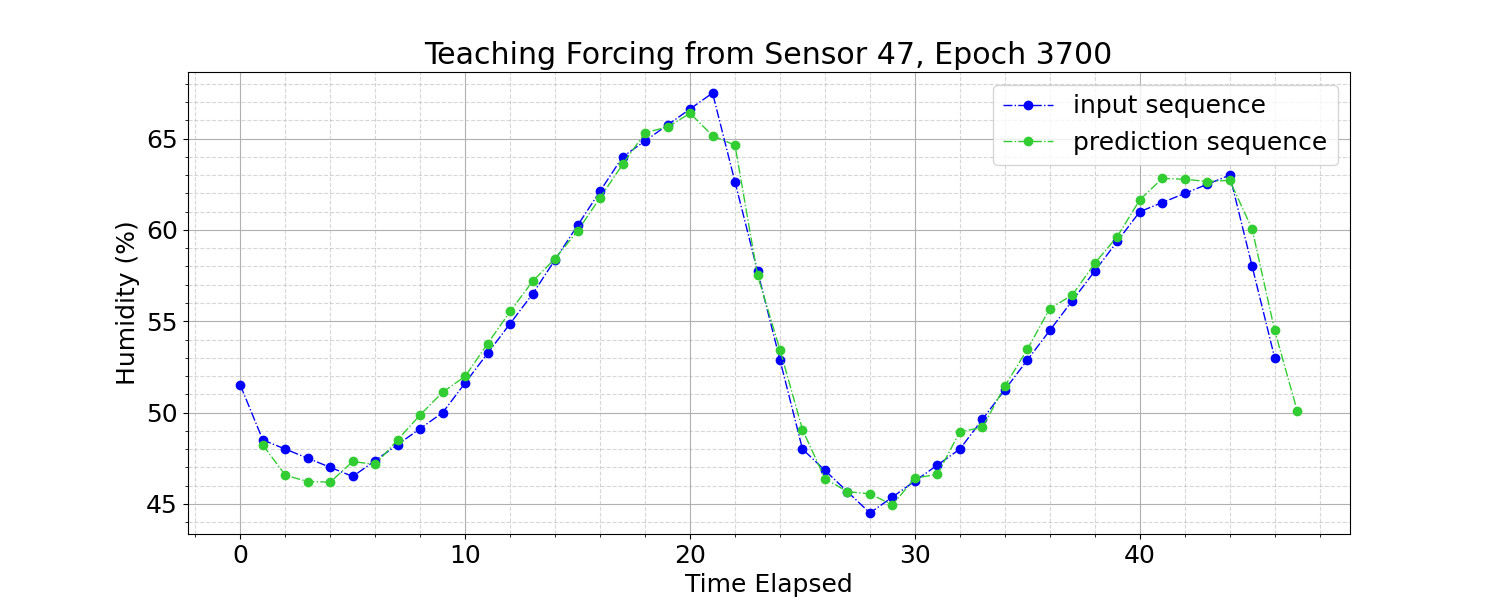 Teaching Forcing from Sensor 47, Epoch 3700
input sequence
prediction sequence
Humidity (%)
65
60
55
50
45
0 10 20 30 40
Time Elapsed